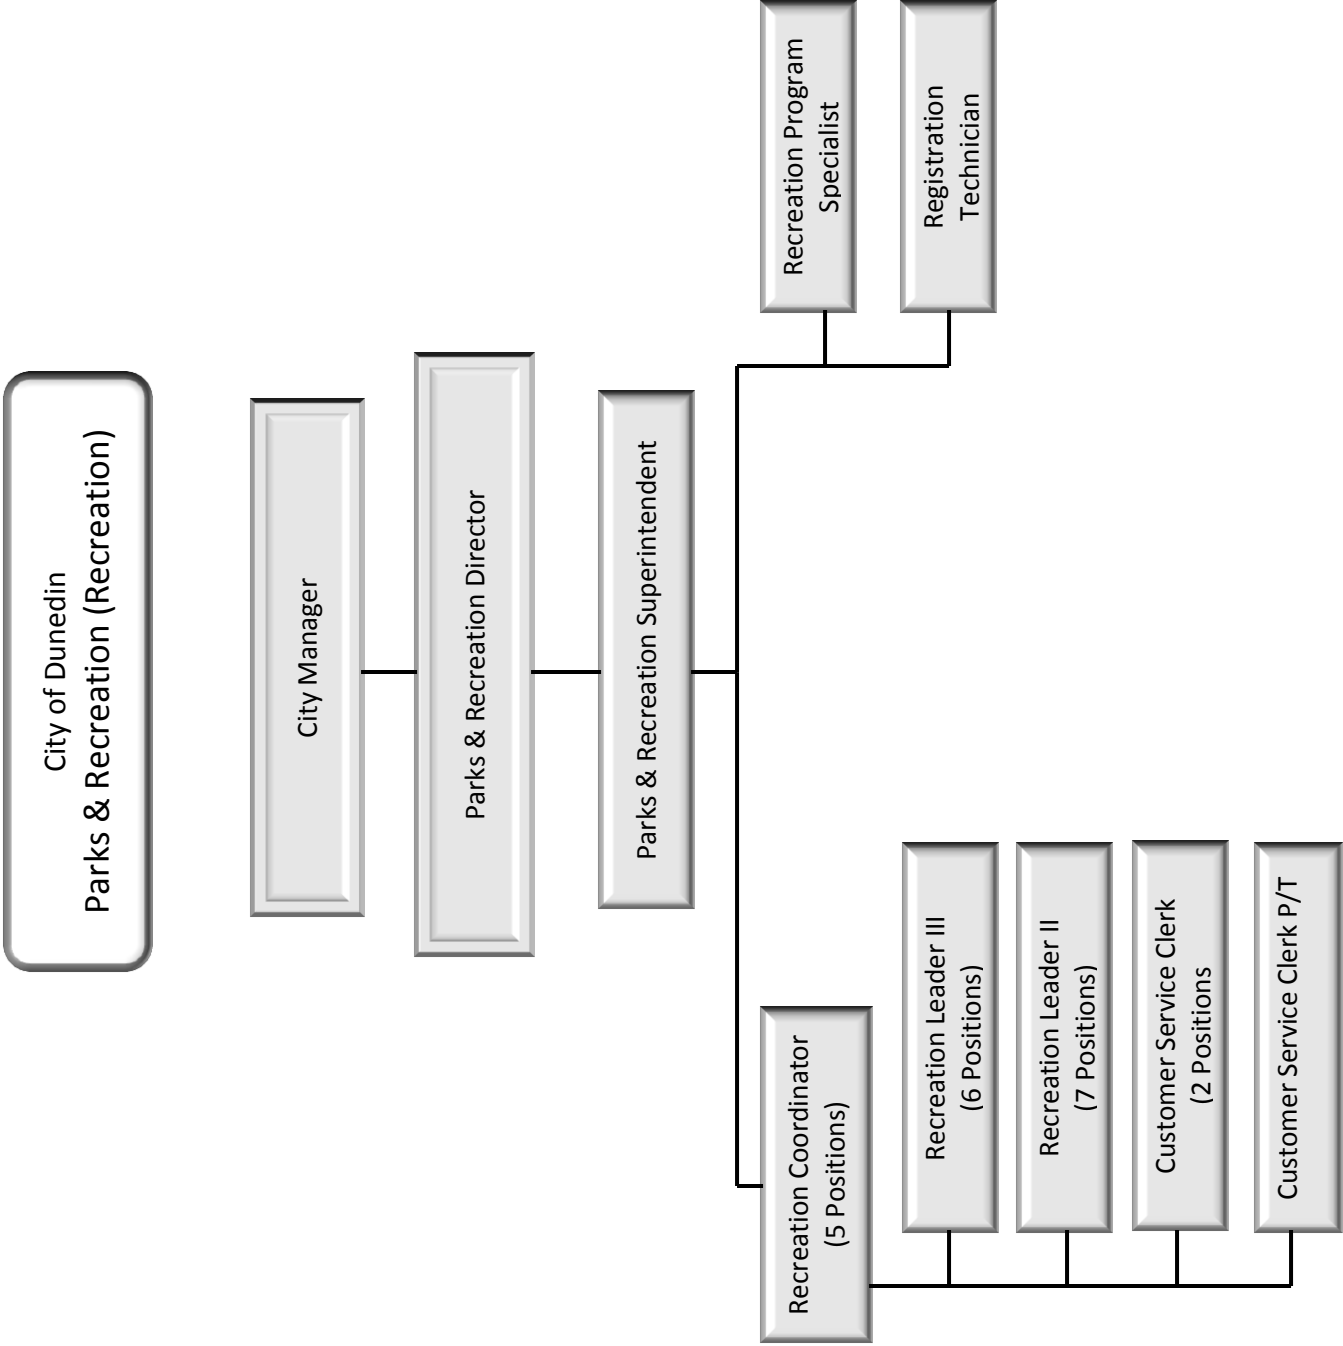 City of Dunedin
Parks & Recreation (Recreation)
City Manager
Parks & Recreation Director
Parks & Recreation Superintendent
Recreation Coordinator
(5 Positions)
Recreation Leader III
(6 Positions)
Recreation Leader II
(7 Positions)
Customer Service Clerk
(2 Positions
Customer Service Clerk P/T
Recreation Program
Specialist
Registration
Technician